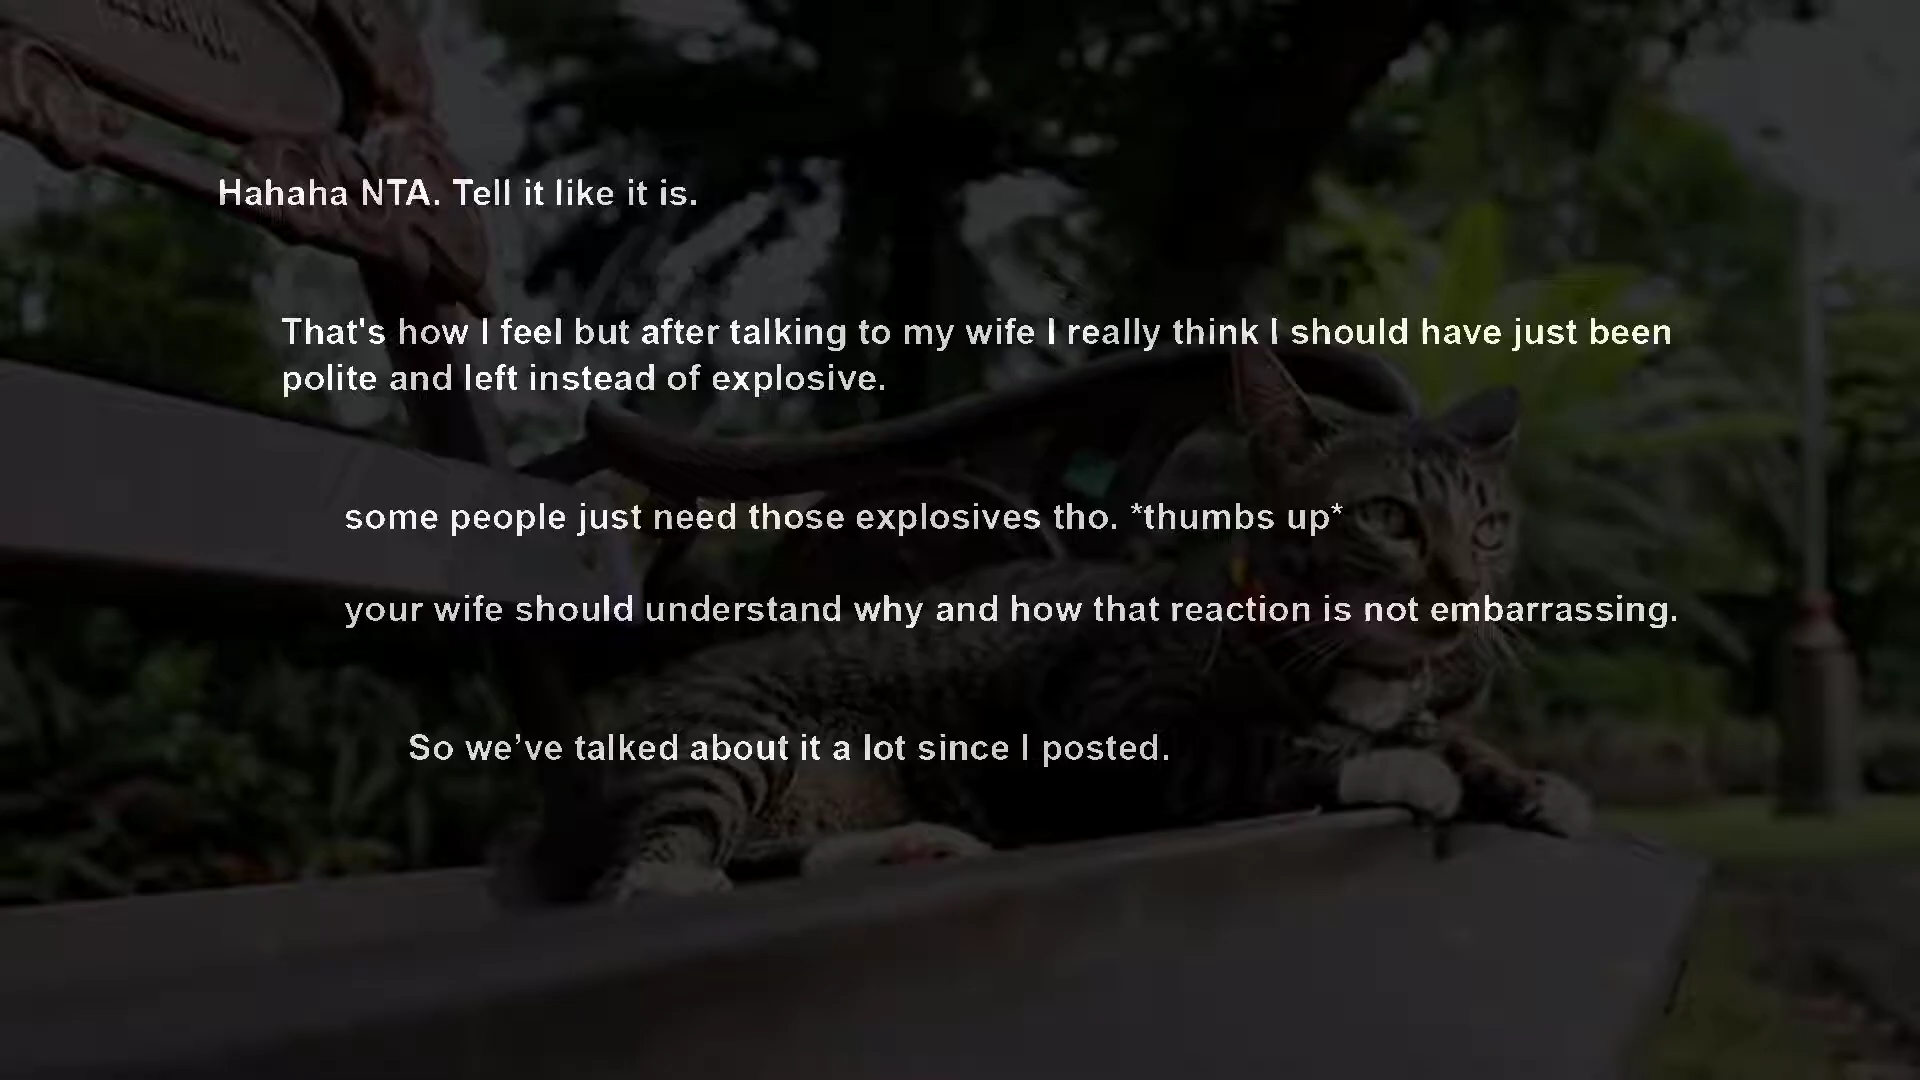 Hahaha NTA. Tell it like it is.
That's how I feel but after talking to my wife I really think I should have just been
polite and left instead of explosive.
some people just need those explosives tho. *thumbs up*
your wife should understand why and how that reaction is not embarrassing.
So we’ve talked about it a lot since I posted.